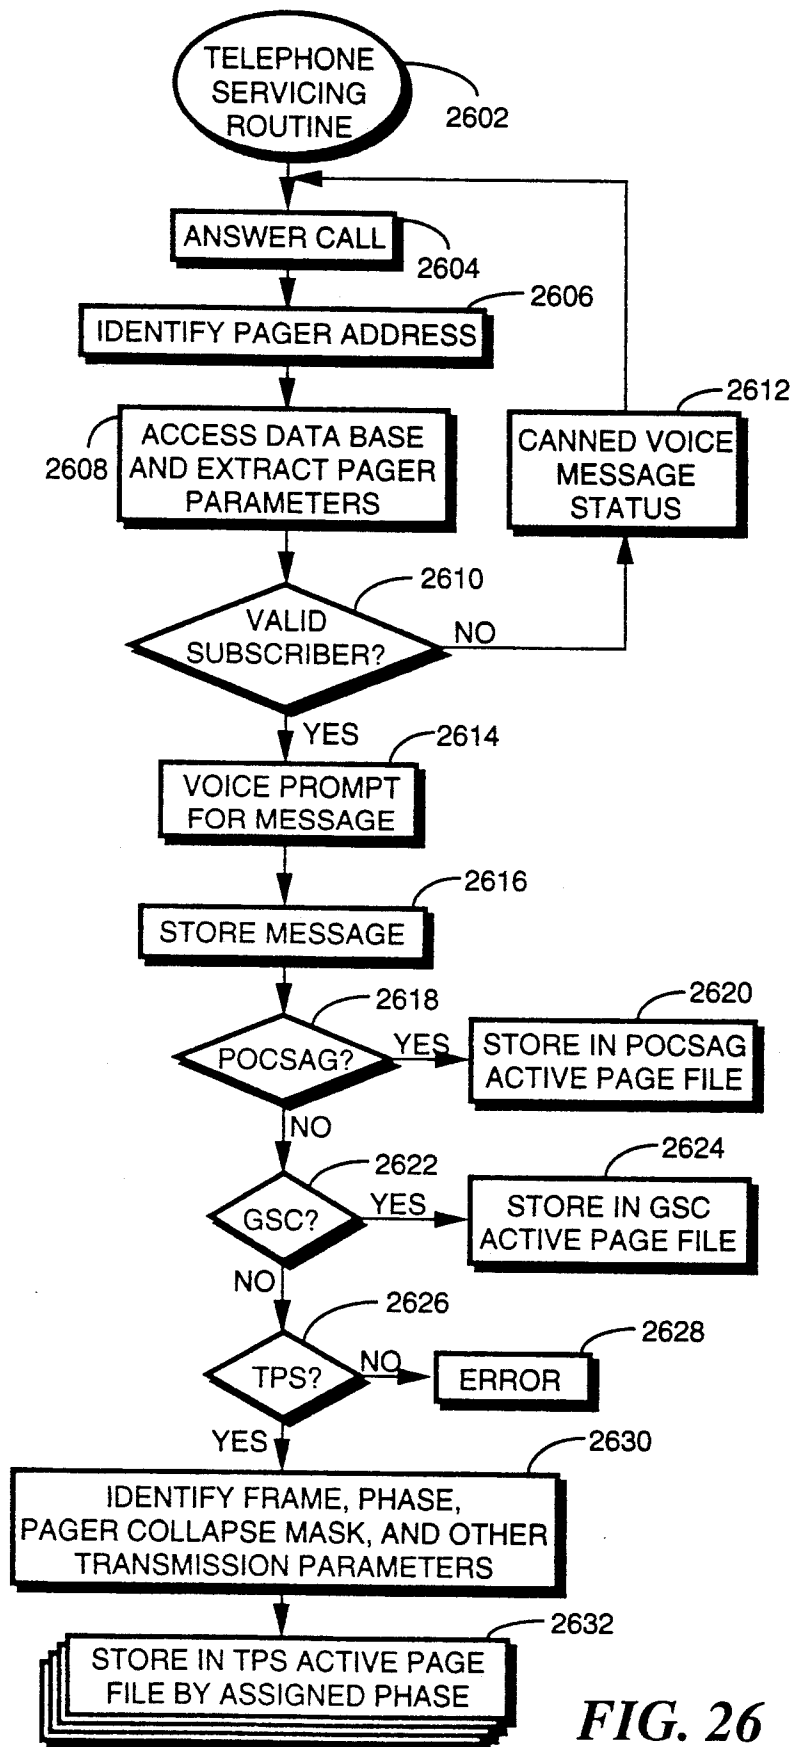 TELEPHONE
SERVICING
ROUTINE
2602
ANSWER CALL
2604
2606
IDENTIFY PAGER ADDRESS
2608
ACCESS DATA BASE
AND EXTRACT PAGER
PARAMETERS
2612
CANNED VOICE
MESSAGE
STATUS
2610
VALID
SUBSCRIBER?
NO
YES
2614
VOICE PROMPT
FOR MESSAGE
2616
STORE MESSAGE
2618
POCSAG?
YES
2620
STORE IN POCSAG
ACTIVE PAGE FILE
NO
2622
GSC?
YES
2624
STORE IN GSC
ACTIVE PAGE FILE
NO
2626
TPS?
NO
2628
ERROR
YES
2630
IDENTIFY FRAME, PHASE,
PAGER COLLAPSE MASK, AND OTHER
TRANSMISSION PARAMETERS
2632
STORE IN TPS ACTIVE PAGE
FILE BY ASSIGNED PHASE
FIG. 26